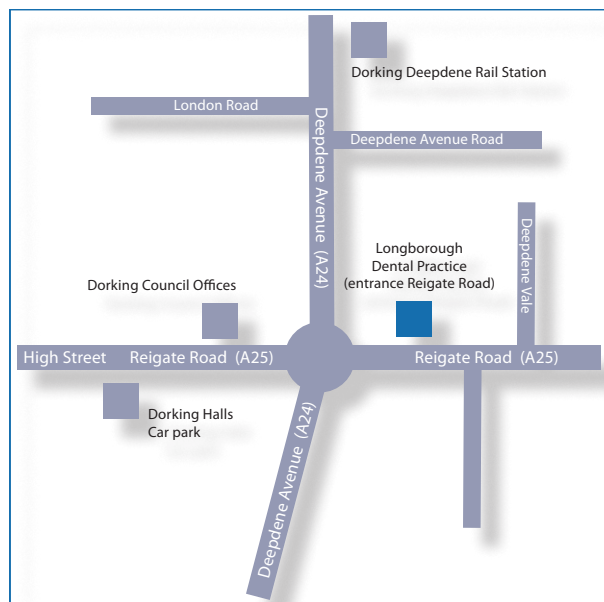 Dorking Deepdene Rail Station
London Road
Deepdene Avenue (A24)
Deepdene Avenue Road
Deepdene Vale
Longborough
Dental Practice
(entrance Reigate Road)
Dorking Council Offices
High Street
Reigate Road (A25)
Reigate Road (A25)
Dorking Halls
Car park
Deepdene Avenue (A24)